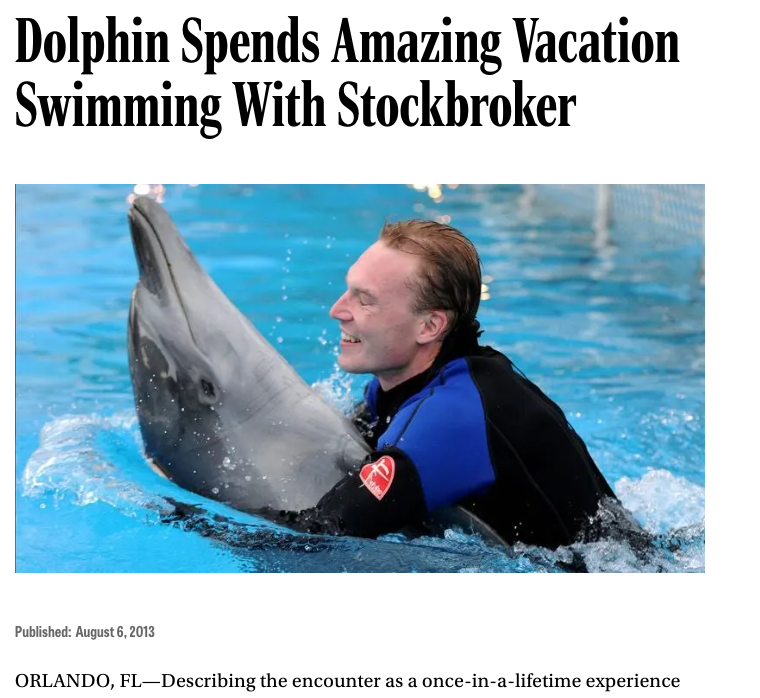 Dolphin Spends Amazing Vacation
Swimming With Stockbroker
Published: August 6, 2013
ORLANDO, FL—Describing the encounter as a once-in-a-lifetime experience